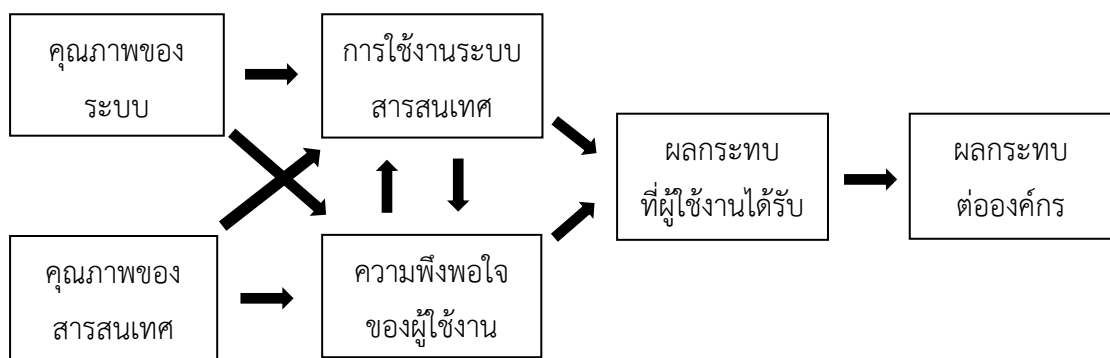 คุณภาพของ
ระบบ
การใช้งานระบบ
สารสนเทศ
ผลกระทบ
ที่ผู้ใช้งานได้รับ
ผลกระทบ
ต่อองค์กร
คุณภาพของ
สารสนเทศ
ความพึงพอใจ
ของผู้ใช้งาน